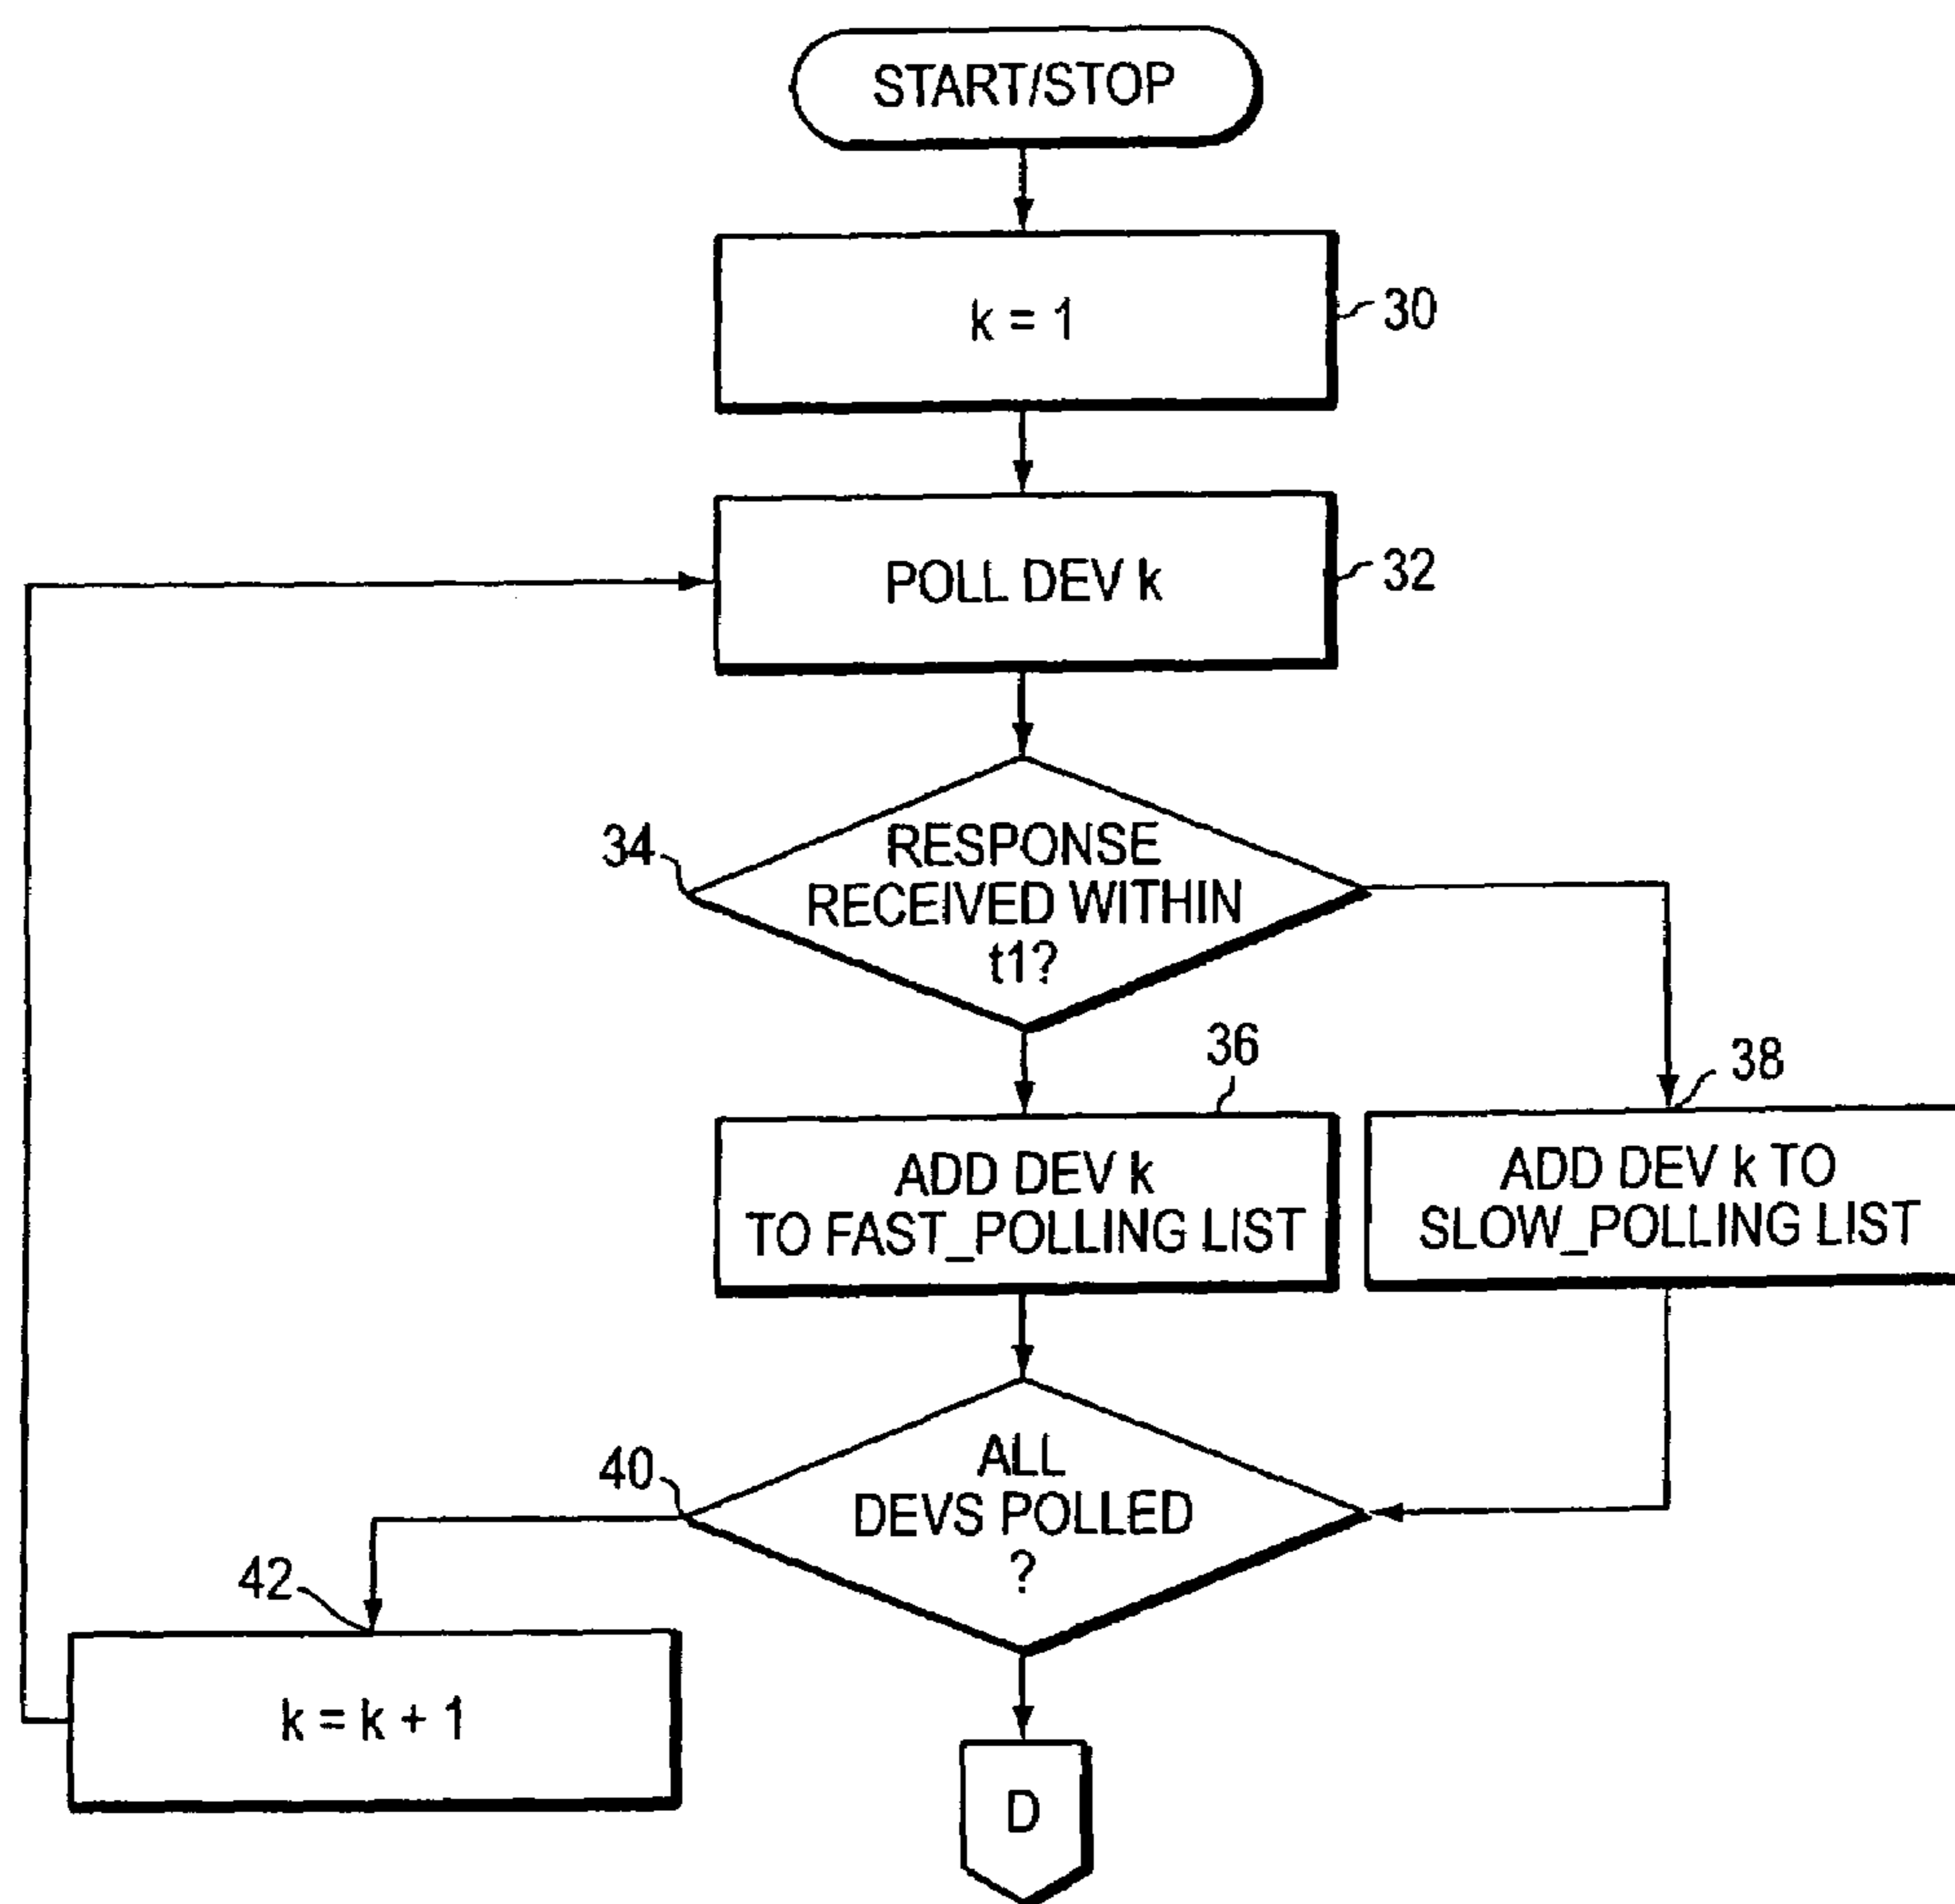 START/STOP
k = 1
30
POLL DEV k
32
34
RESPONSE
RECEIVED WITHIN
t1?
36
38
ADD DEV k
TO FAST_POLLING LIST
ADD DEV k TO
SLOW_POLLING LIST
40
ALL
DEVS POLLED
?
42
k = k + 1
D